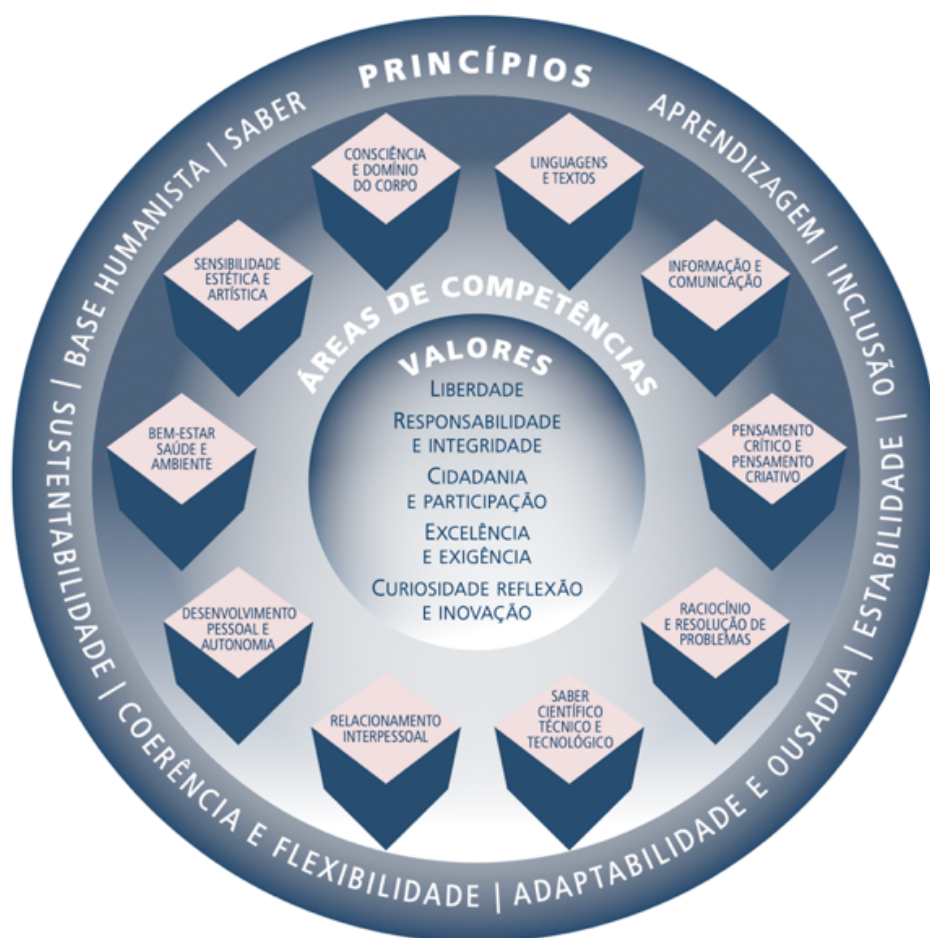 PRINCÍPIOS
APRENDIZAGEM | INCLUSÃO | ESTABILIDADE | ADAPTABILIDADE E OUSADIA | COERÊNCIA E FLEXIBILIDADE | SUSTENTABILIDADE | BASE HUMANISTA | SABER
CONSCIÊNCIA
E DOMÍNIO
DO CORPO
LINGUAGENS
E TEXTOS
SENSIBILIDADE
ESTÉTICA E
ARTÍSTICA
INFORMAÇÃO E
COMUNICAÇÃO
BEM-ESTAR
SAÚDE E
AMBIENTE
PENSAMENTO
CRÍTICO E
PENSAMENTO
CRIATIVO
DESENVOLVIMENTO
PESSOAL E
AUTONOMIA
RACIOCÍNIO
E RESOLUÇÃO DE
PROBLEMAS
RELACIONAMENTO
INTERPESSOAL
SABER
CIENTÍFICO
TÉCNICO E
TECNOLÓGICO
ÁREAS DE COMPETÊNCIAS
VALORES
LIBERDADE
RESPONSABILIDADE
E INTEGRIDADE
CIDADANIA
E PARTICIPAÇÃO
EXCELÊNCIA
E EXIGÊNCIA
CURIOSIDADE REFLEXÃO
E INOVAÇÃO